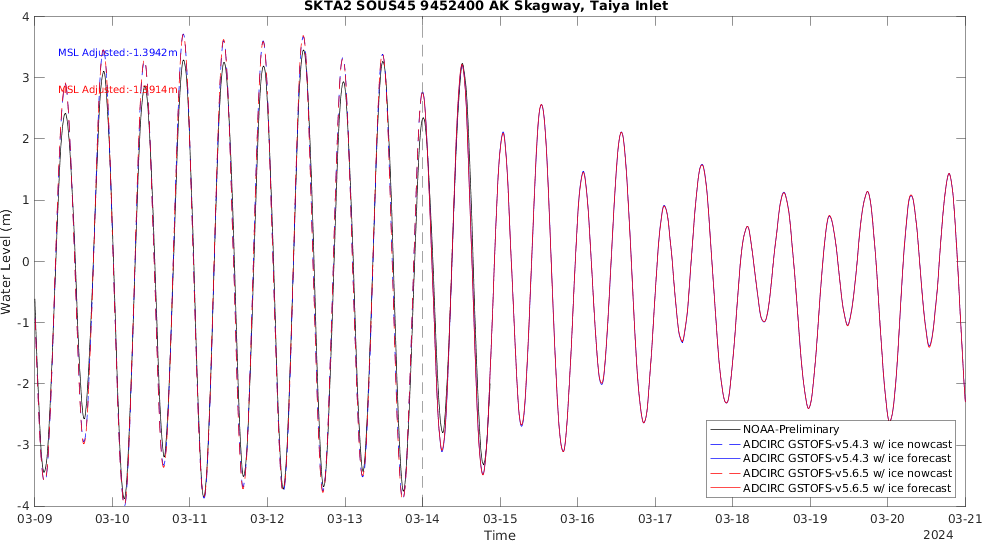 SKTA2 SOUS45 9452400 AK Skagway, Taiya Inlet
4
3
2
1
0
-1
-2
-3
-4
Water Level (m)
MSL Adjusted:-1.3942m
MSL Adjusted:-1.3914m
NOAA-Preliminary
ADCIRC GSTOFS-v5.4.3 w/ ice nowcast
ADCIRC GSTOFS-v5.4.3 w/ ice forecast
ADCIRC GSTOFS-v5.6.5 w/ ice nowcast
ADCIRC GSTOFS-v5.6.5 w/ ice forecast
03-09 03-10 03-11 03-12 03-13 03-14 03-15 03-16 03-17 03-18 03-19 03-20 03-21
Time
2024